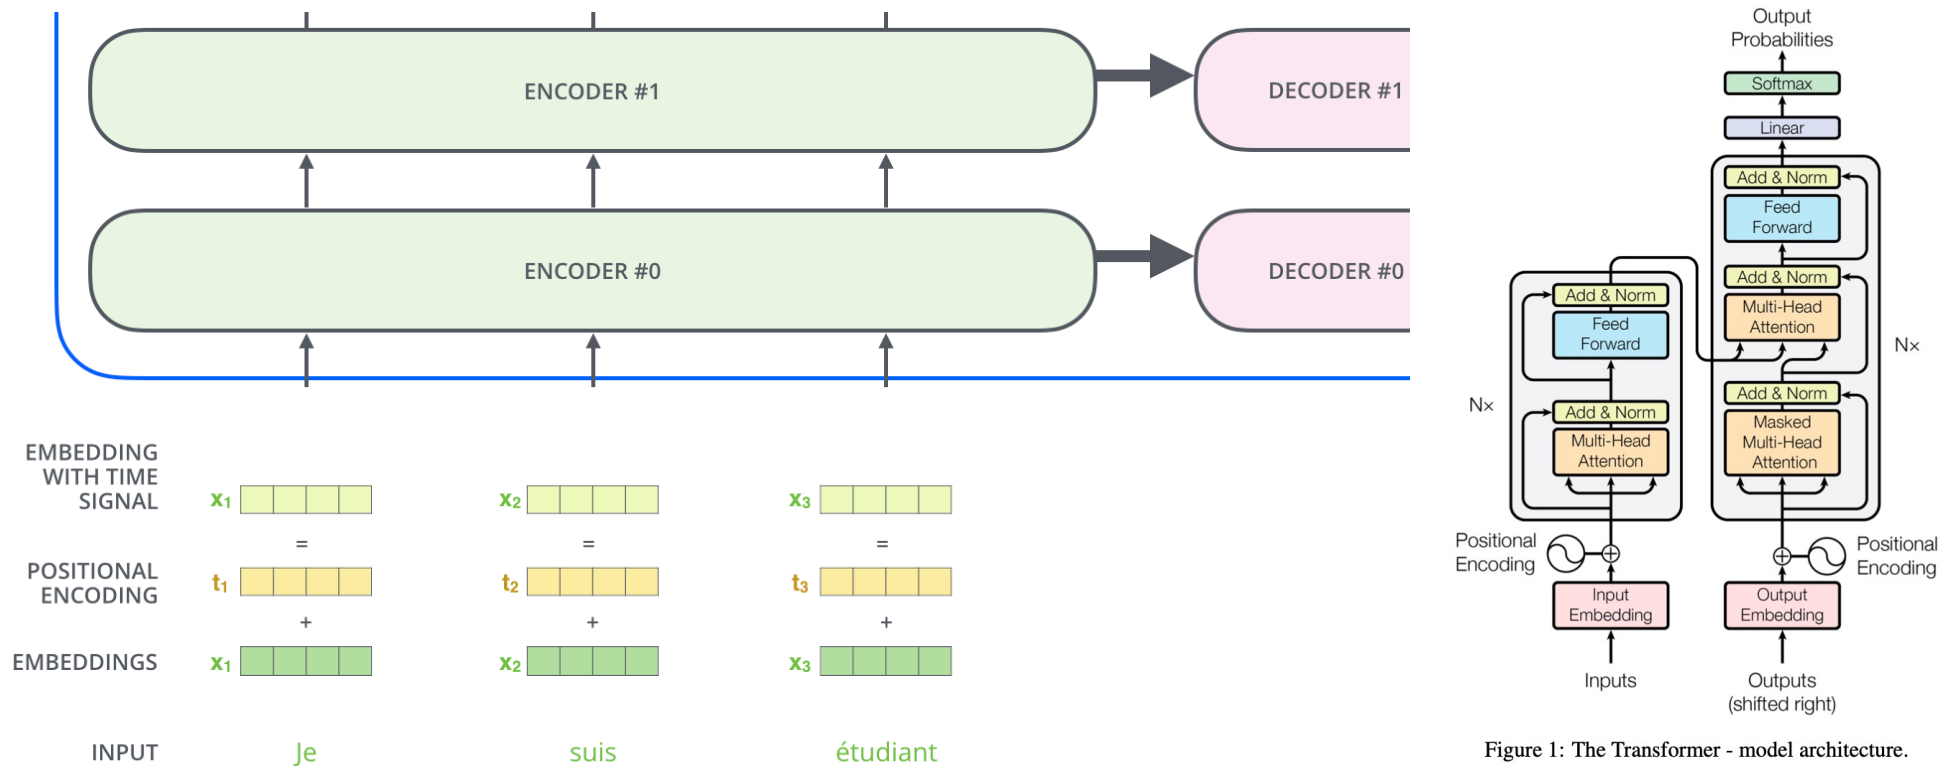 ENCODER #1
DECODER #1
ENCODER #0
DECODER #0
EMBEDDING
WITH TIME
SIGNAL
x1
x2
x3
=
=
=
POSITIONAL
ENCODING
t1
t2
t3
+
+
+
EMBEDDINGS
x1
x2
x3
INPUT
Je
suis
étudiant
Output
Probabilities
Softmax
Linear
Add & Norm
Feed
Forward
Add & Norm
Multi-Head
Attention
Nx
Add & Norm
Masked
Multi-Head
Attention
Add & Norm
Feed
Forward
Nx
Add & Norm
Multi-Head
Attention
Positional
Encoding
Positional
Encoding
Input
Embedding
Output
Embedding
Inputs
Outputs
(shifted right)
Figure 1: The Transformer - model architecture.